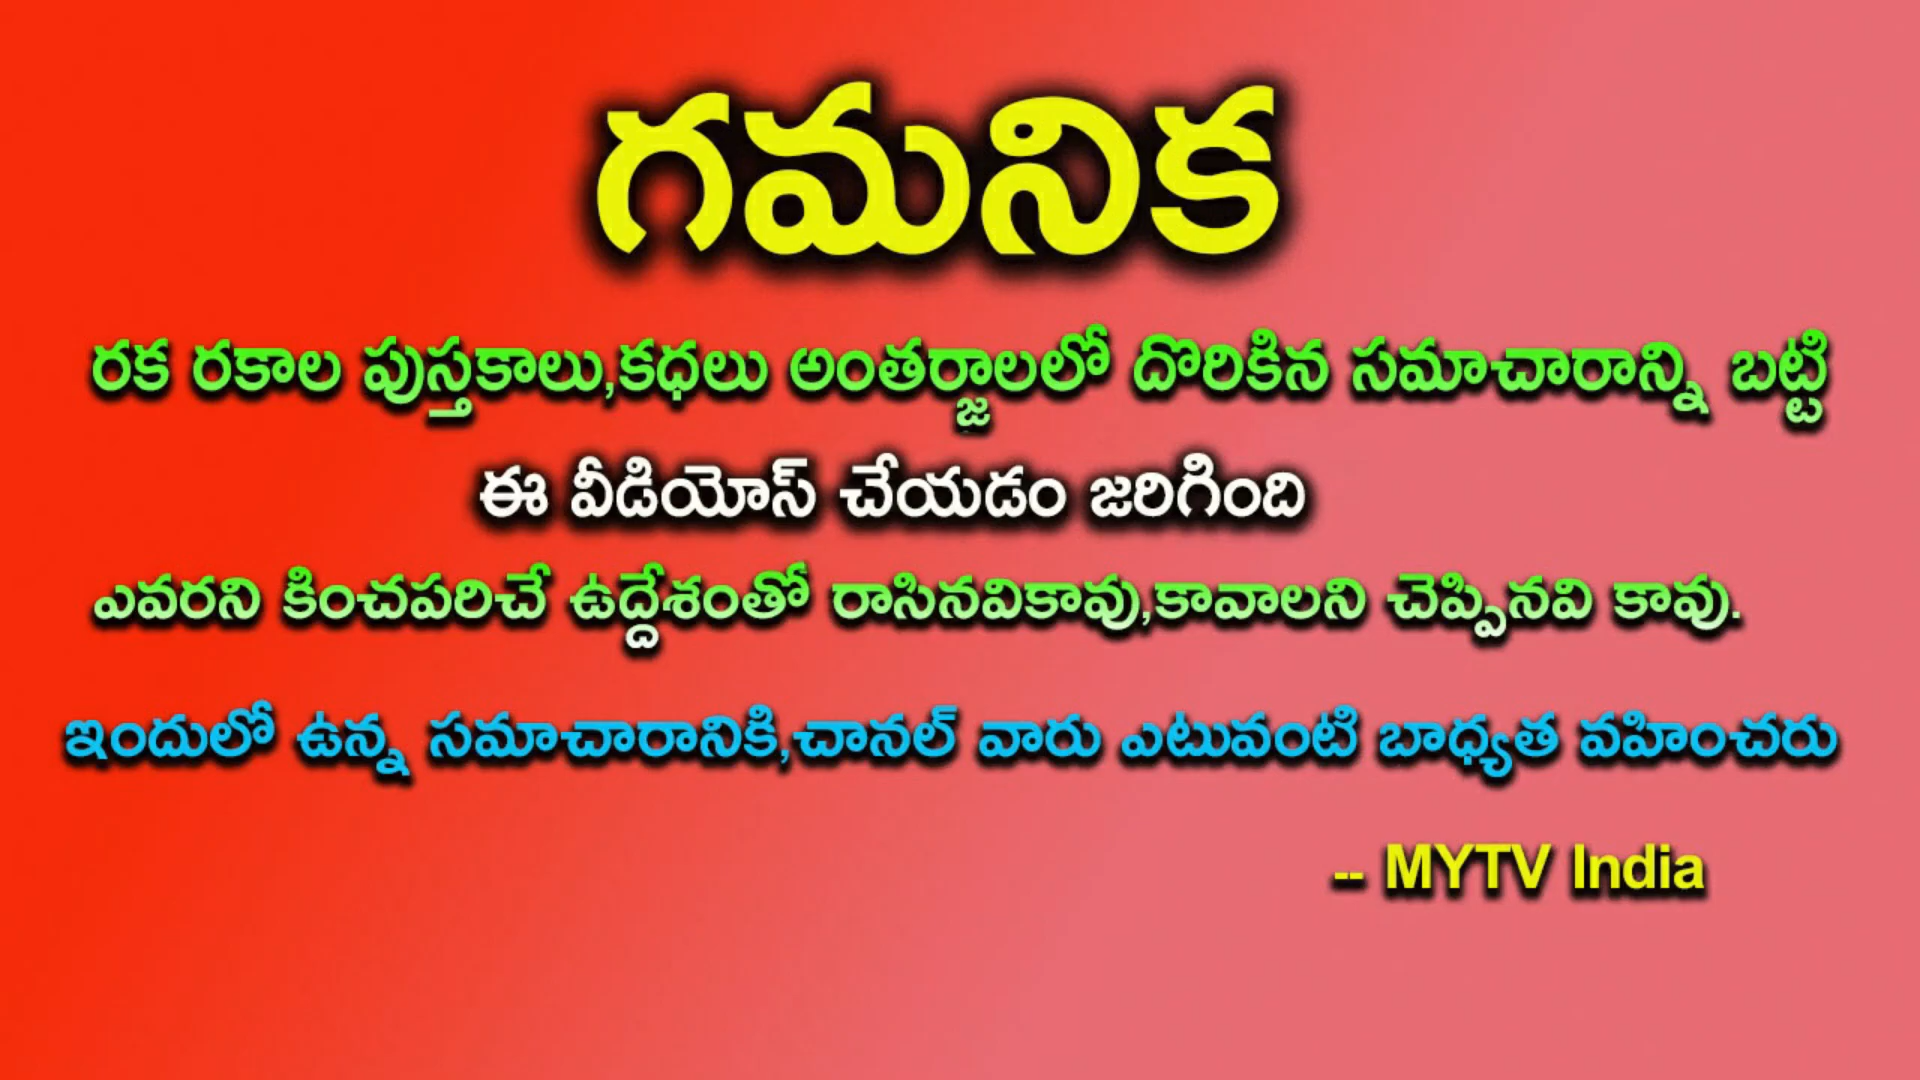 గమనిక
రక రకాల పుస్తకాలు,కధలు అంతర్జాలలో దొరికిన సమాచారాన్ని బట్టి
ఈ వీడియోస్ చేయడం జరిగింది
ఎవరని కించపరిచే ఉద్దేశంతో రాసినవికావు,కావాలని చెప్పినవి కావు.
ఇందులో ఉన్న సమాచారానికి,చానల్ వారు ఎటువంటి బాధ్యత వహించరు
-- MYTV India